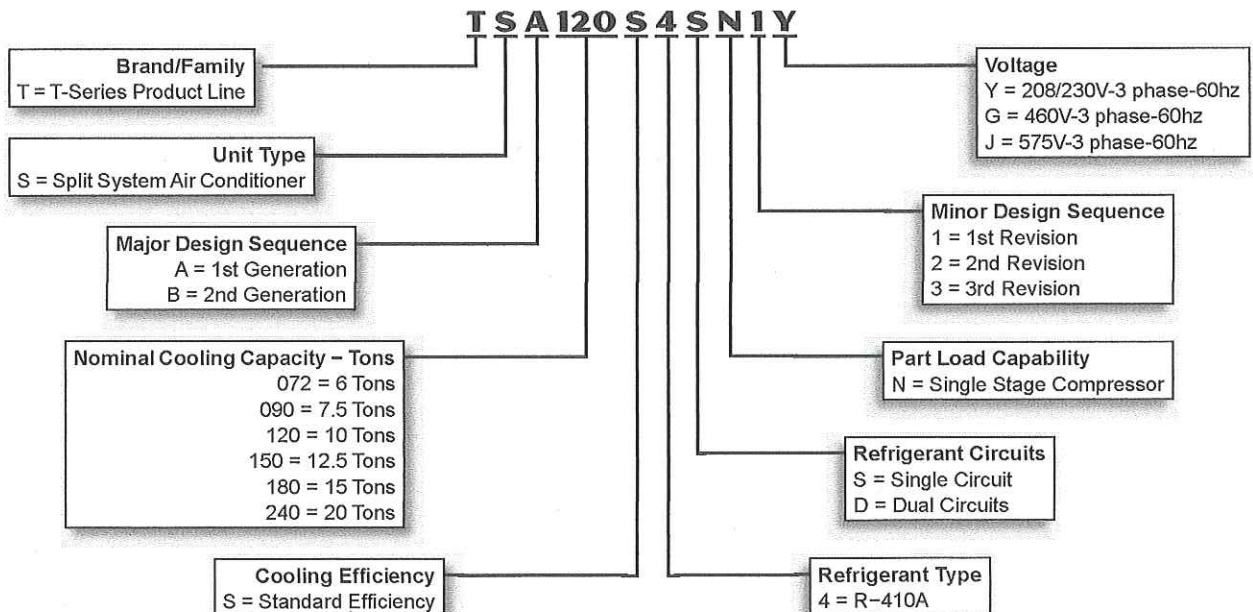 TSA120S4SN1Y
Brand/Family
T = T-Series Product Line
Unit Type
S = Split System Air Conditioner
Major Design Sequence
A = 1st Generation
B = 2nd Generation
Nominal Cooling Capacity – Tons
072 = 6 Tons
090 = 7.5 Tons
120 = 10 Tons
150 = 12.5 Tons
180 = 15 Tons
240 = 20 Tons
Cooling Efficiency
S = Standard Efficiency
Voltage
Y = 208/230V-3 phase-60hz
G = 460V-3 phase-60hz
J = 575V-3 phase-60hz
Minor Design Sequence
1 = 1st Revision
2 = 2nd Revision
3 = 3rd Revision
Part Load Capability
N = Single Stage Compressor
Refrigerant Circuits
S = Single Circuit
D = Dual Circuits
Refrigerant Type
4 = R−410A